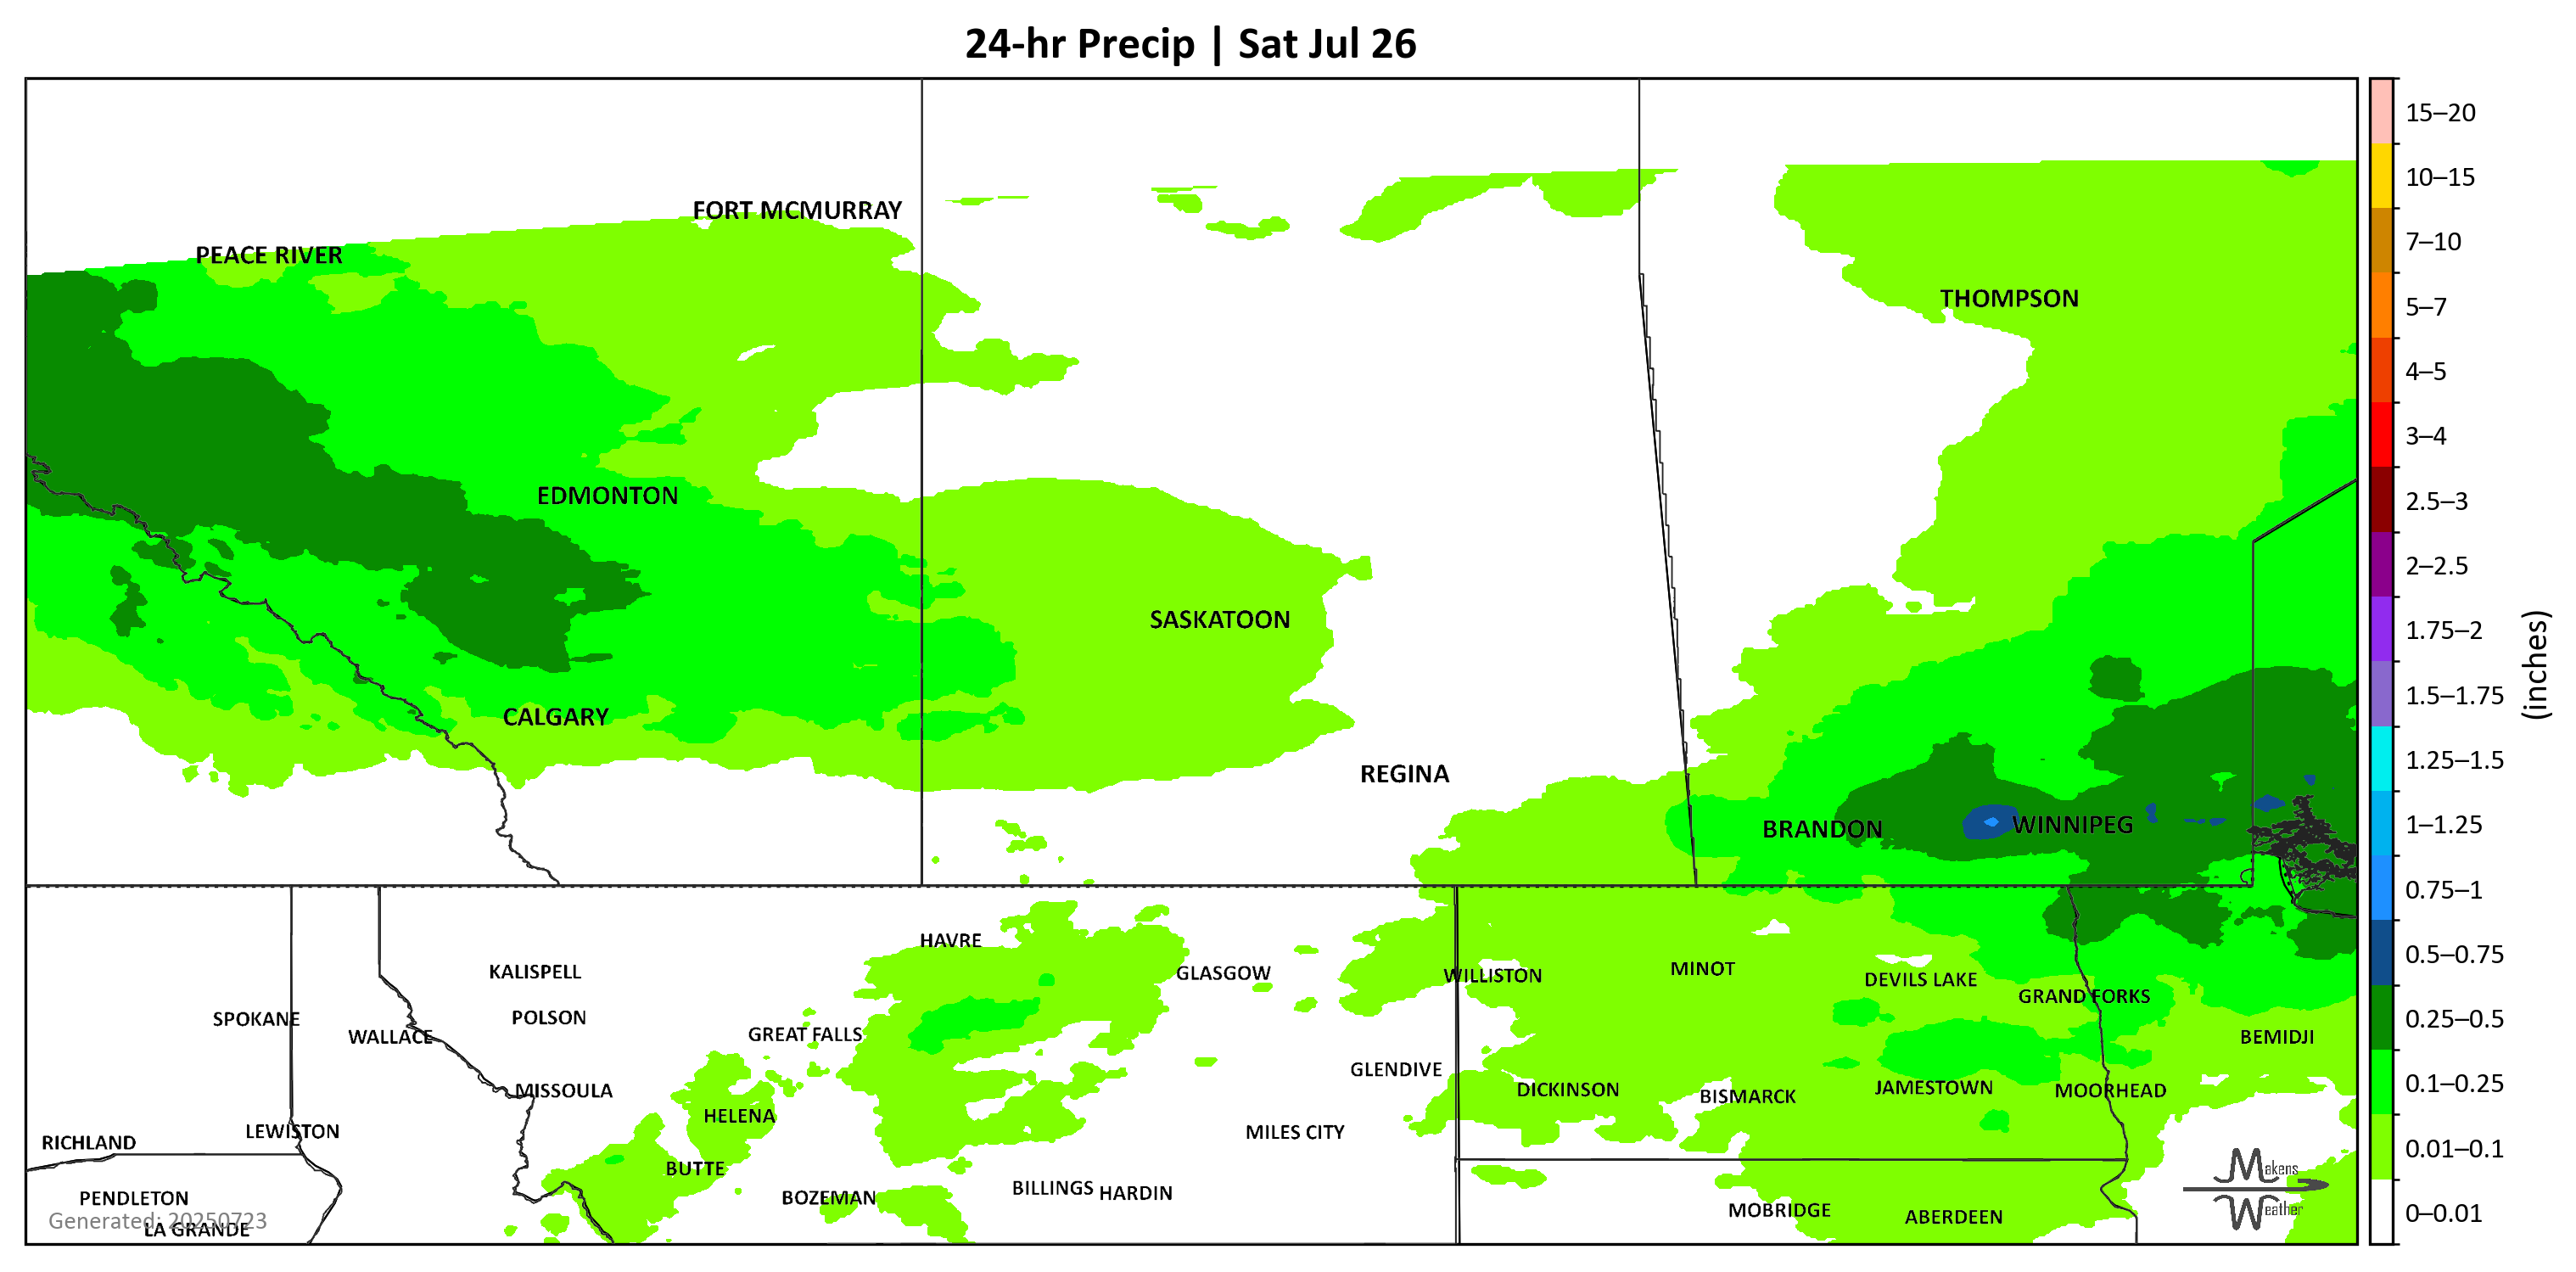 24-hr Precip | Sat Jul 26
FORT MCMURRAY
PEACE RIVER
THOMPSON
EDMONTON
SASKATOON
CALGARY
REGINA
BRANDON
WINNIPEG
HAVRE
KALISPELL
GLASGOW
WILLISTON
MINOT
DEVILS LAKE
GRAND FORKS
SPOKANE
POLSON
WALLACE
GREAT FALLS
BEMIDJI
GLENDIVE
MISSOULA
DICKINSON
BISMARCK
JAMESTOWN
MOORHEAD
HELENA
LEWISTON
MILES CITY
RICHLAND
BUTTE
BILLINGS
HARDIN
PENDLETON
BOZEMAN
MOBRIDGE
ABERDEEN
Generated: 20250723
LA GRANDE
Makens
Weather
15–20
10–15
7–10
5–7
4–5
3–4
2.5–3
2–2.5
1.75–2
1.5–1.75
1.25–1.5
1–1.25
0.75–1
0.5–0.75
0.25–0.5
0.1–0.25
0.01–0.1
0–0.01
(inches)